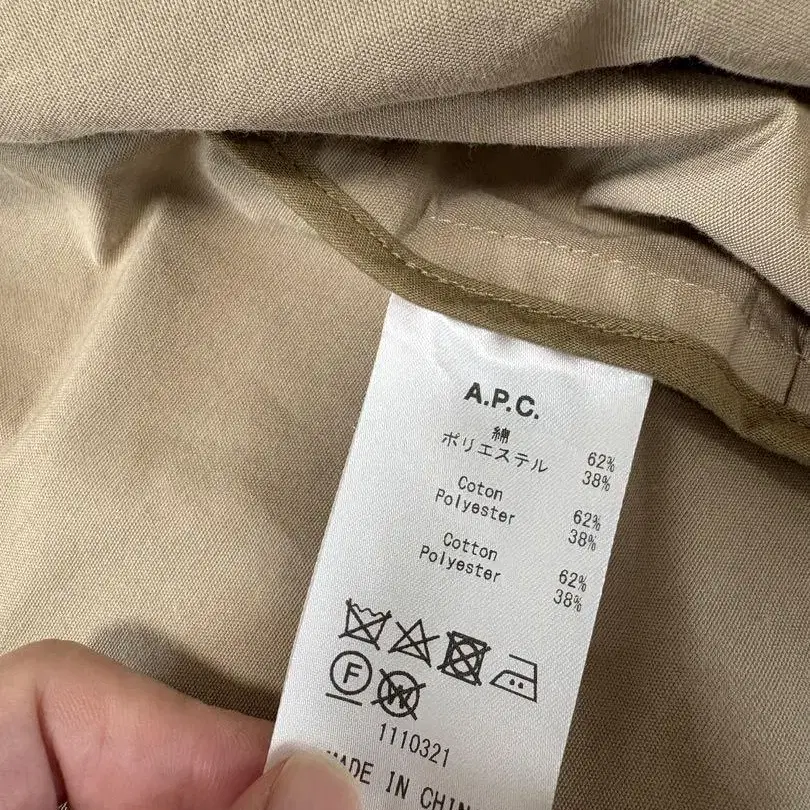 A.P.C.
綿 62%
ポリエステル 38%
Coton 62%
Polyester 38%
Cotton 62%
Polyester 38%
F W
1110321
MADE IN CHIN